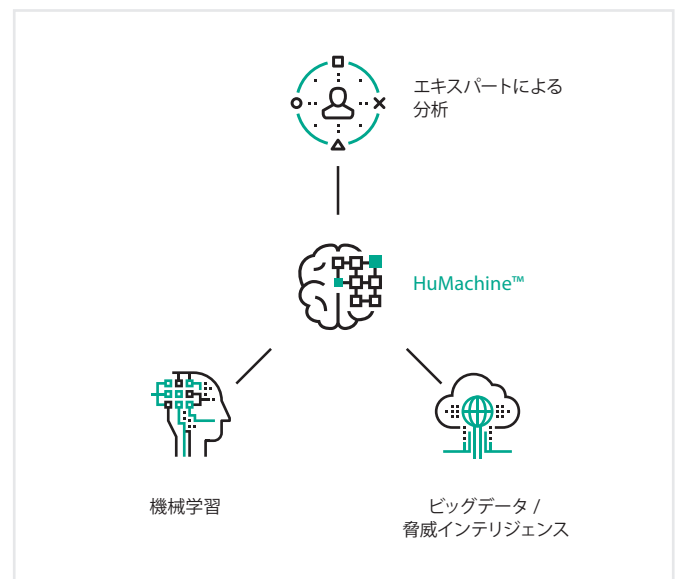 エキスパートによる
分析
HuMachine™
機械学習
ビッグデータ /
脅威インテリジェンス